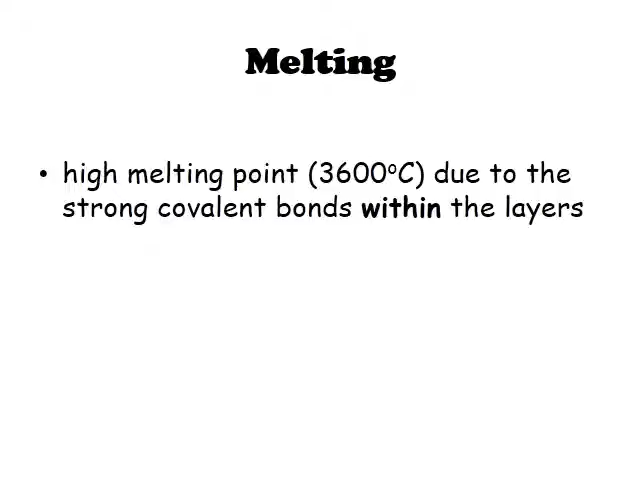 Melting
• high melting point (3600ºC) due to the
strong covalent bonds within the layers